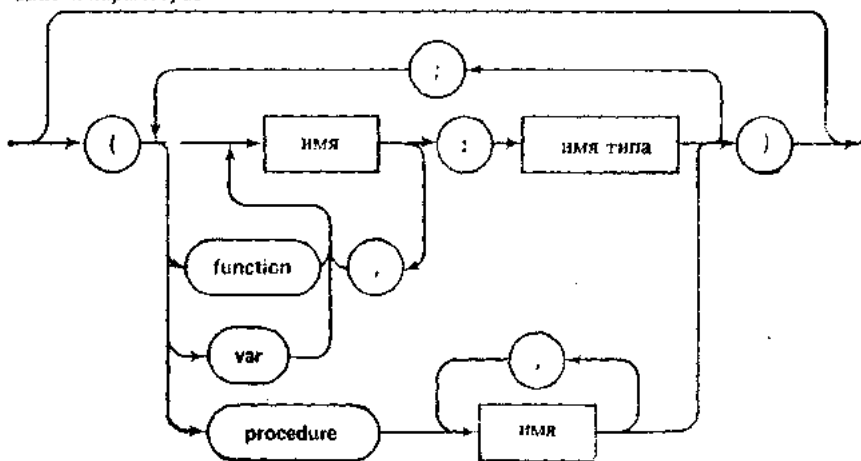 ;
( имя : имя типа )
function ,
var
,
procedure имя